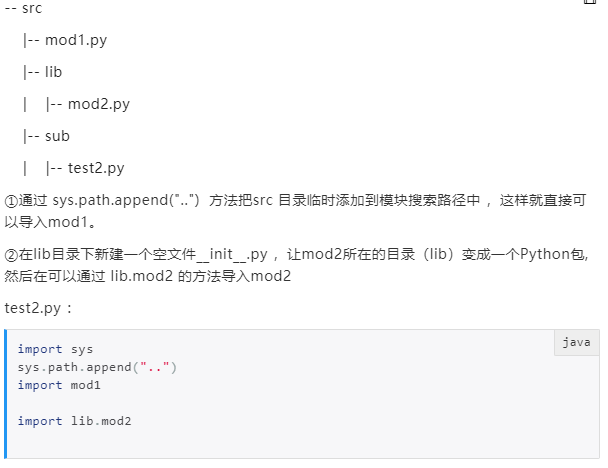 -- src
|-- mod1.py
|-- lib
| |-- mod2.py
|-- sub
| |-- test2.py
①通过 sys.path.append("..") 方法把src 目录临时添加到模块搜索路径中 ，这样就直接可
以导入mod1。
②在lib目录下新建一个空文件__init__.py ，让mod2所在的目录（lib）变成一个Python包,
然后在可以通过 lib.mod2 的方法导入mod2
test2.py ：
java
import sys
sys.path.append("..")
import mod1
import lib.mod2